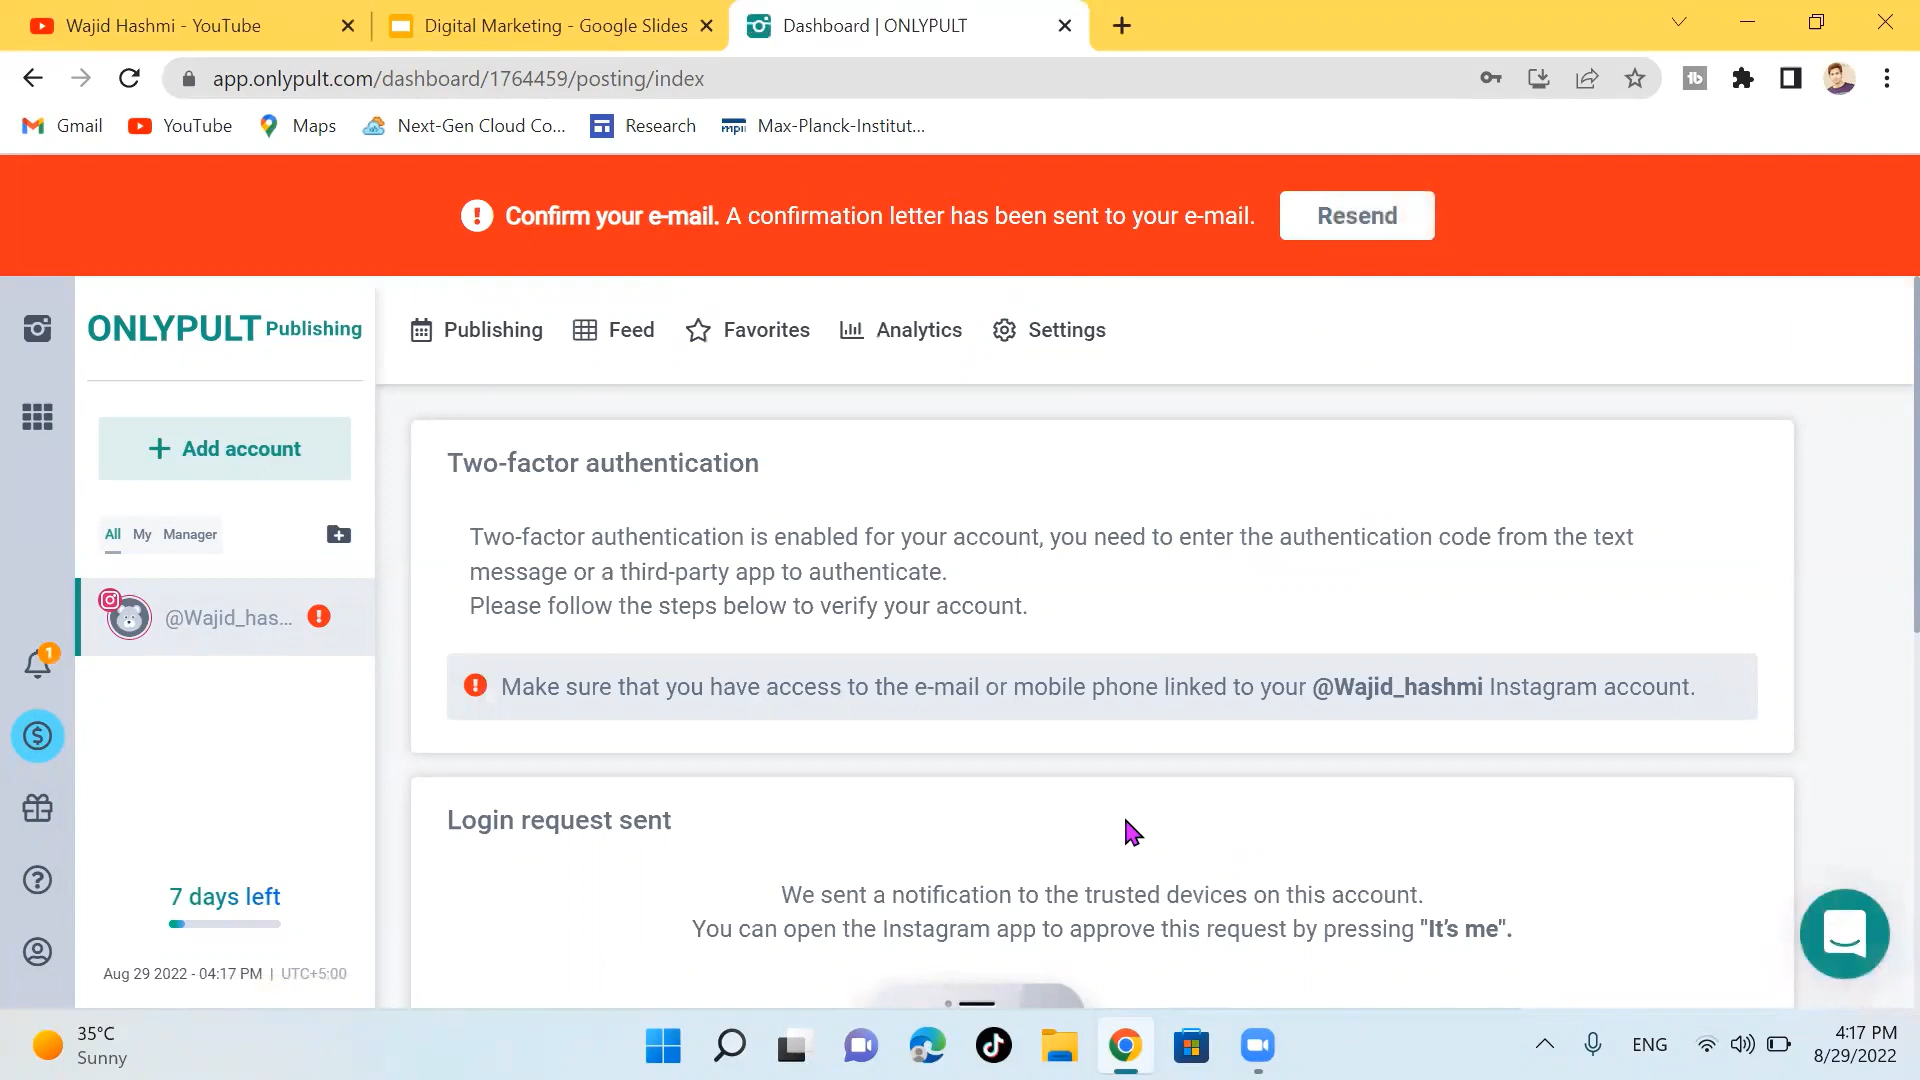 Wajid Hashmi - YouTube
Digital Marketing - Google Slides
Dashboard | ONLYPULT
app.onlypult.com/dashboard/1764459/posting/index
Gmail
YouTube
Maps
Next-Gen Cloud Co...
Research
Max-Planck-Institut...
Confirm your e-mail. A confirmation letter has been sent to your e-mail.
Resend
ONLYPULT Publishing
Publishing
Feed
Favorites
Analytics
Settings
+ Add account
All My Manager
@Wajid_has...
Two-factor authentication
Two-factor authentication is enabled for your account, you need to enter the authentication code from the text
message or a third-party app to authenticate.
Please follow the steps below to verify your account.
Make sure that you have access to the e-mail or mobile phone linked to your @Wajid_hashmi Instagram account.
Login request sent
We sent a notification to the trusted devices on this account.
You can open the Instagram app to approve this request by pressing "It's me".
1
7 days left
Aug 29 2022 - 04:17 PM | UTC+5:00
35°C
Sunny
ENG
4:17 PM
8/29/2022